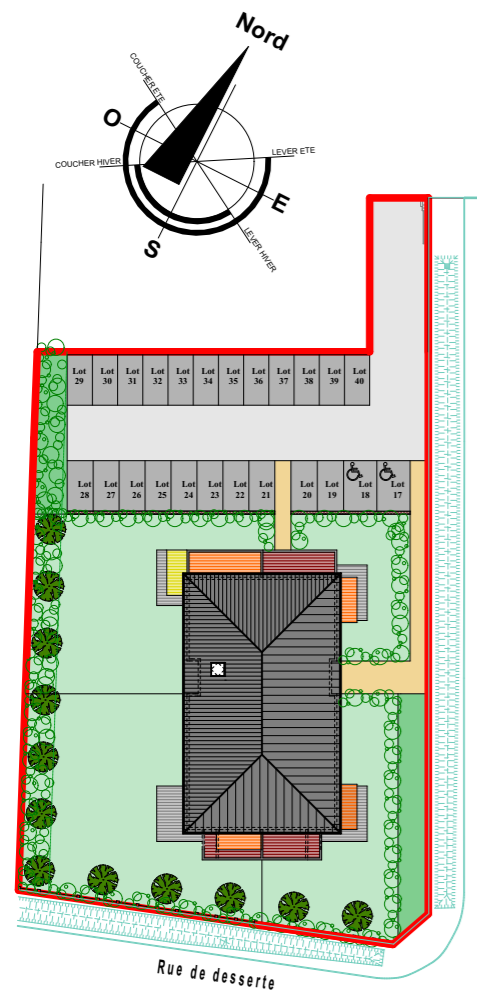 Nord
COUCHER ETE
O
LEVER ETE
COUCHER HIVER
E
S
LEVER HIVER
Lot 29
Lot 30
Lot 31
Lot 32
Lot 33
Lot 34
Lot 35
Lot 36
Lot 37
Lot 38
Lot 39
Lot 40
Lot 28
Lot 27
Lot 26
Lot 25
Lot 24
Lot 23
Lot 22
Lot 21
Lot 20
Lot 19
Lot 18
Lot 17
Rue de desserte